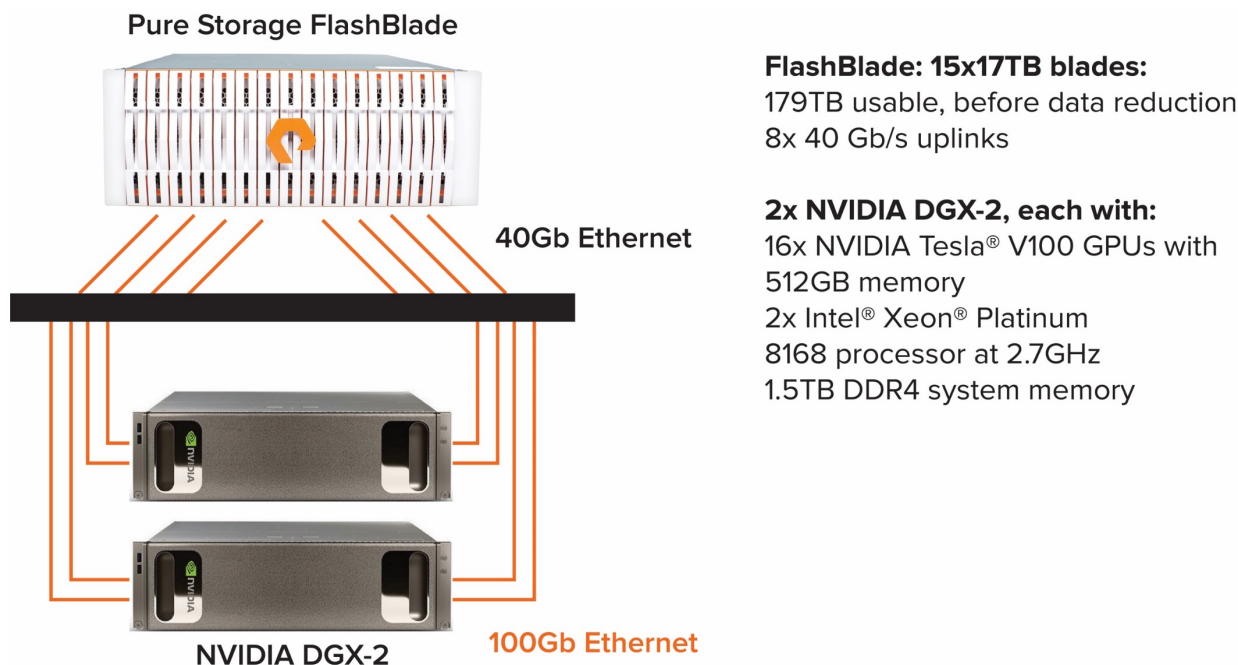 Pure Storage FlashBlade
40Gb Ethernet
NVIDIA
NVIDIA
NVIDIA DGX-2
100Gb Ethernet
FlashBlade: 15x17TB blades:
179TB usable, before data reduction
8x 40 Gb/s uplinks
2x NVIDIA DGX-2, each with:
16x NVIDIA Tesla® V100 GPUs with
512GB memory
2x Intel® Xeon® Platinum
8168 processor at 2.7GHz
1.5TB DDR4 system memory